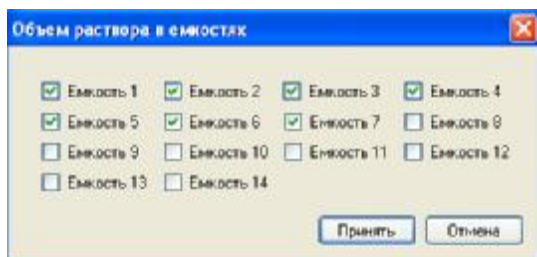 Объем раствора в емкостях
Емкость 1 Емкость 2 Емкость 3 Емкость 4
Емкость 5 Емкость 6 Емкость 7 Емкость 8
Емкость 9 Емкость 10 Емкость 11 Емкость 12
Емкость 13 Емкость 14
Принять Отмена